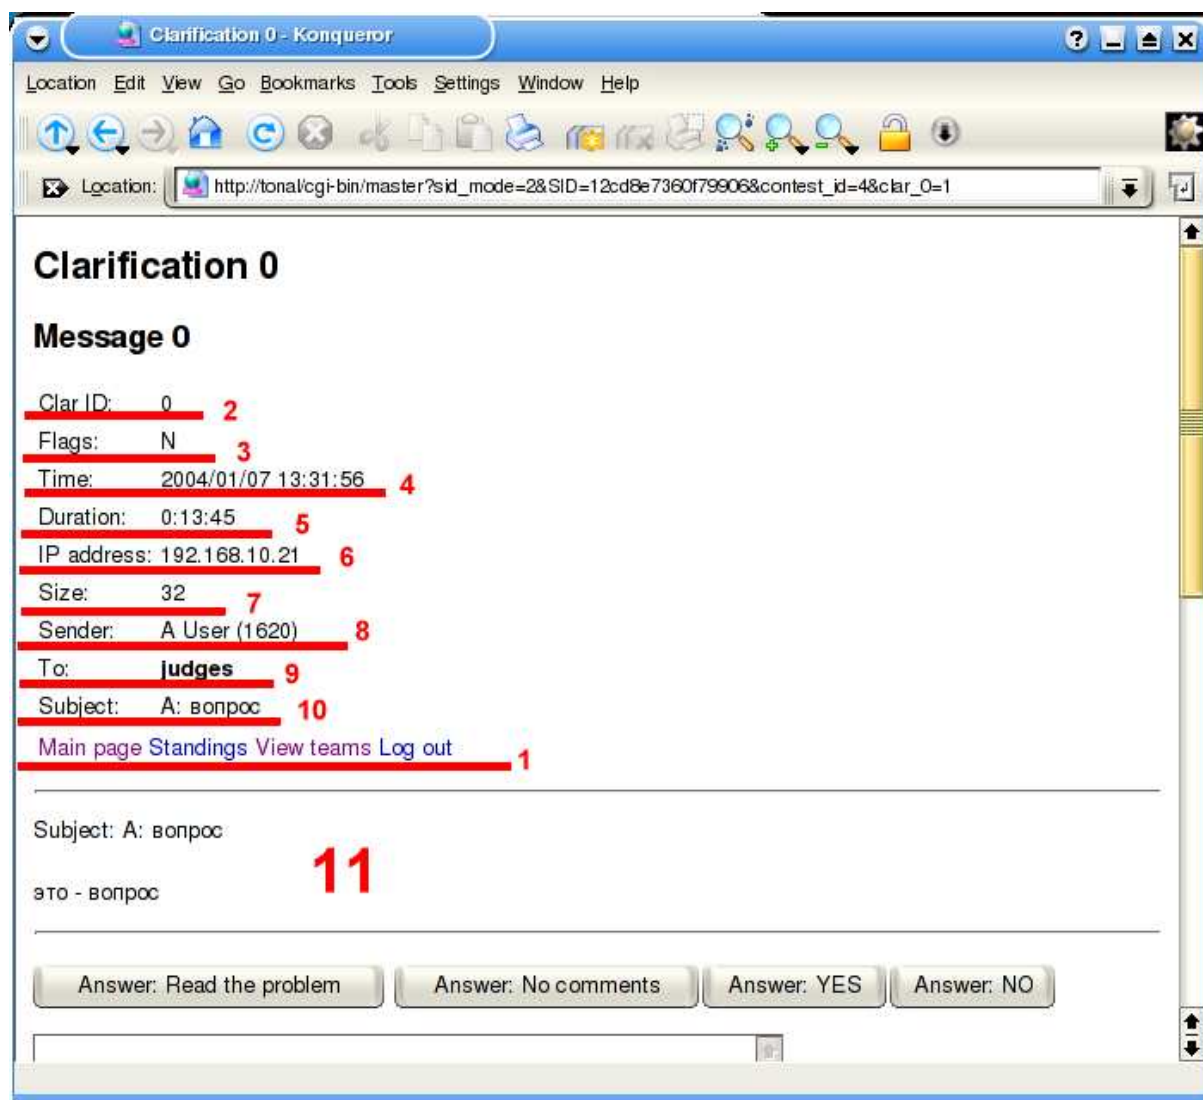 Clarification 0 - Konqueror
Location Edit View Go Bookmarks Tools Settings Window Help
Location: http://tonal/cgi-bin/master?sid_mode=2&SID=12cd8e7360f79906&contest_id=4&clar_0=1
Clarification 0
Message 0
Clar ID: 0 2
Flags: N 3
Time: 2004/01/07 13:31:56 4
Duration: 0:13:45 5
IP address: 192.168.10.21 6
Size: 32 7
Sender: A User (1620) 8
To: judges 9
Subject: A: вопрос 10
Main page Standings View teams Log out 1
Subject: A: вопрос
11
это - вопрос
Answer: Read the problem Answer: No comments Answer: YES Answer: NO